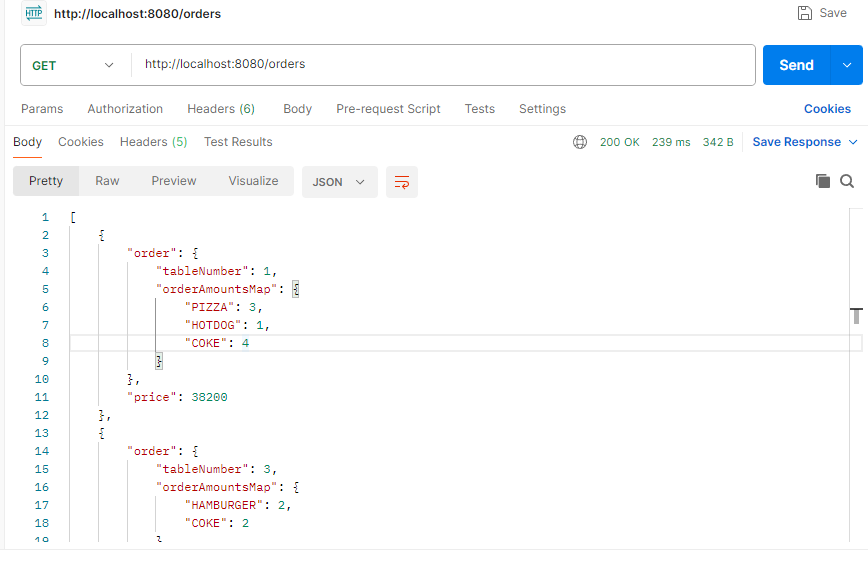 HTTP http://localhost:8080/orders Save
GET http://localhost:8080/orders Send
Params Authorization Headers (6) Body Pre-request Script Tests Settings Cookies
Body Cookies Headers (5) Test Results 200 OK 239 ms 342 B Save Response
Pretty Raw Preview Visualize JSON
1 [
2 {
3 "order": {
4 "tableNumber": 1,
5 "orderAmountsMap": {
6 "PIZZA": 3,
7 "HOTDOG": 1,
8 "COKE": 4
9 }
10 },
11 "price": 38200
12 },
13 {
14 "order": {
15 "tableNumber": 3,
16 "orderAmountsMap": {
17 "HAMBURGER": 2,
18 "COKE": 2
19 }